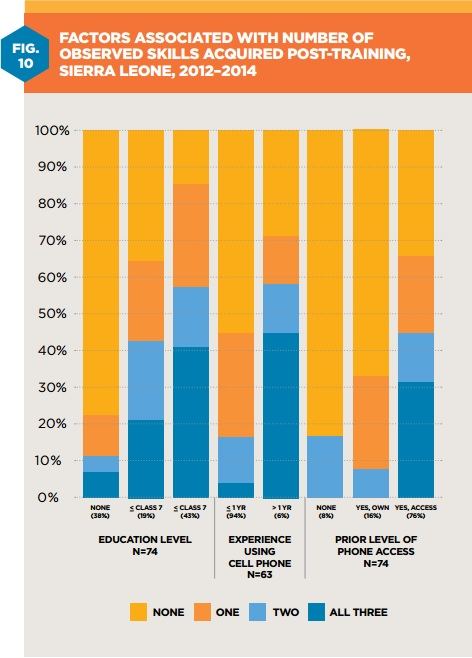 FIG.
10
FACTORS ASSOCIATED WITH NUMBER OF
OBSERVED SKILLS ACQUIRED POST-TRAINING,
SIERRA LEONE, 2012–2014
100%
90%
80%
70%
60%
50%
40%
30%
20%
10%
0%
NONE
(38%)
≤ CLASS 7
(19%)
≤ CLASS 7
(43%)
≤ 1 YR
(94%)
> 1 YR
(6%)
NONE
(8%)
YES, OWN
(16%)
YES, ACCESS
(76%)
EDUCATION LEVEL
N=74
EXPERIENCE
USING
CELL PHONE
N=63
PRIOR LEVEL OF
PHONE ACCESS
N=74
NONE
ONE
TWO
ALL THREE